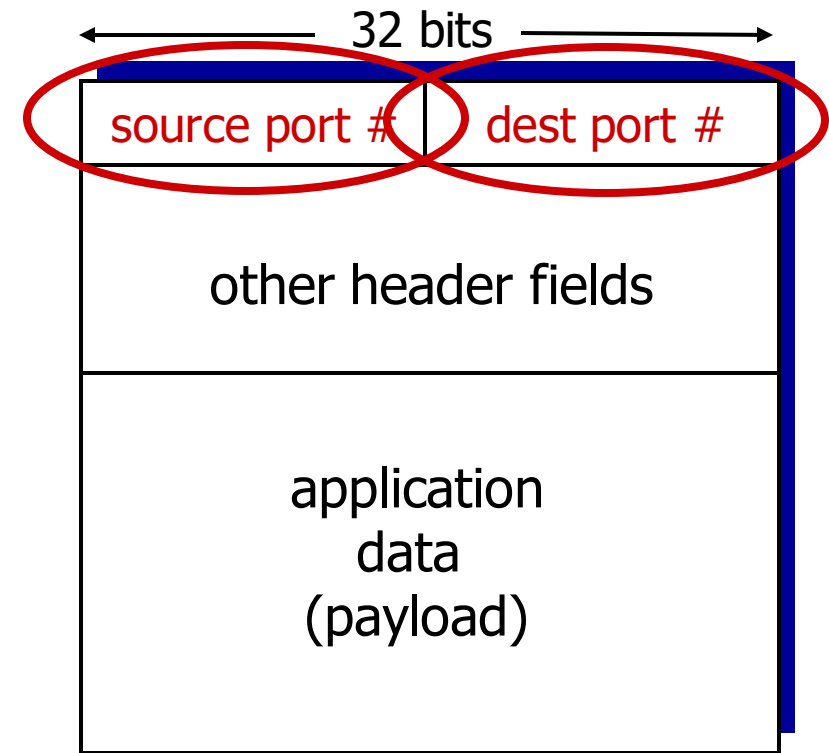 32 bits
source port # dest port #
other header fields
application
data
(payload)